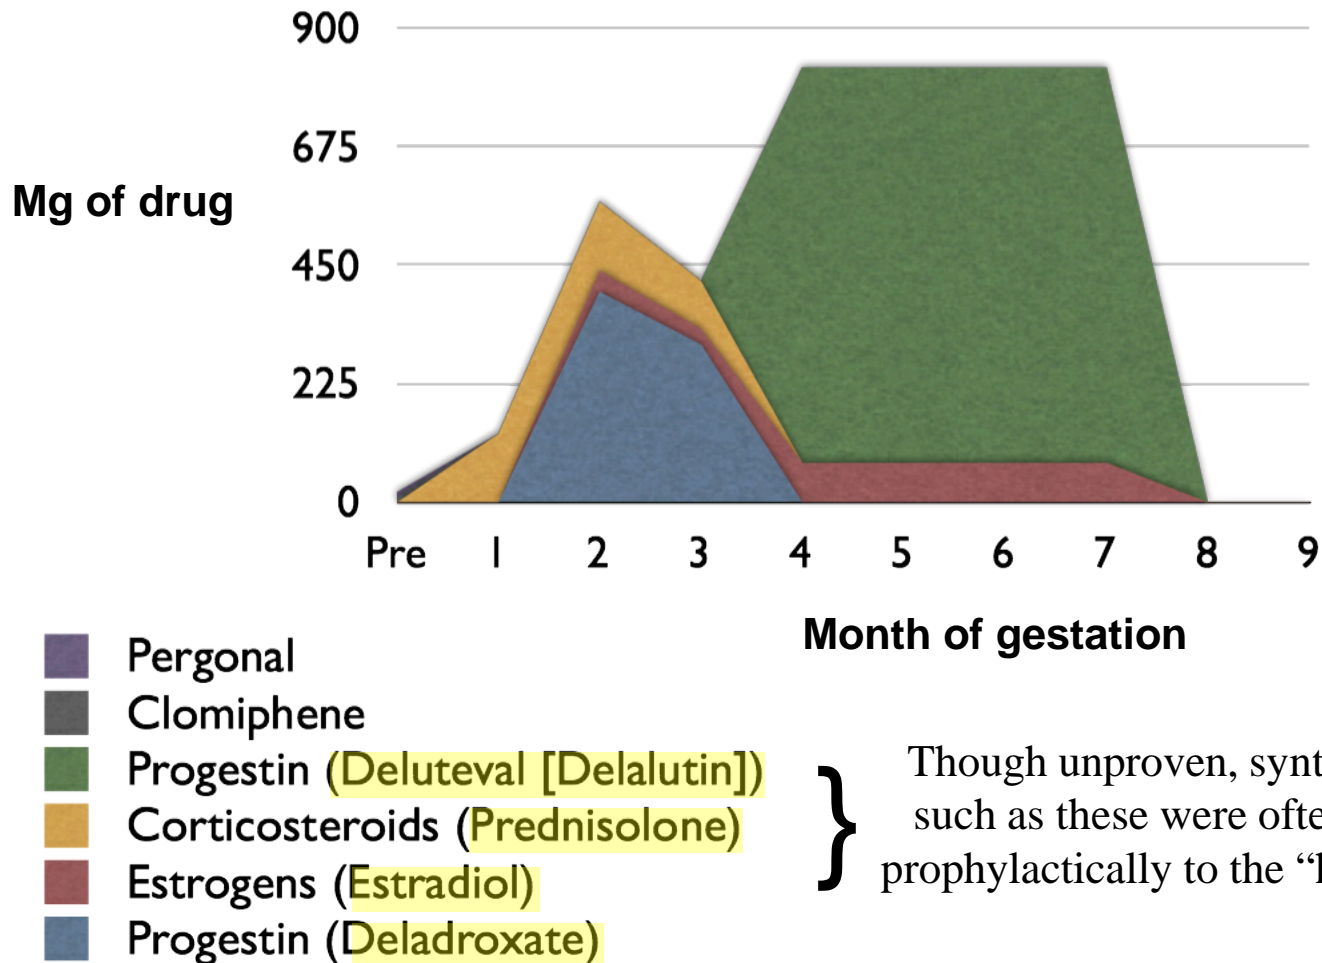 900
675
Mg of drug
450
225
0
Pre 1 2 3 4 5 6 7 8 9
Month of gestation
Pergonal
Clomiphene
Progestin (Deluteval [Delalutin])
Corticosteroids (Prednisolone)
Estrogens (Estradiol)
Progestin (Deladroxate)
}
Though unproven,
such as these were
prophylactically to the “